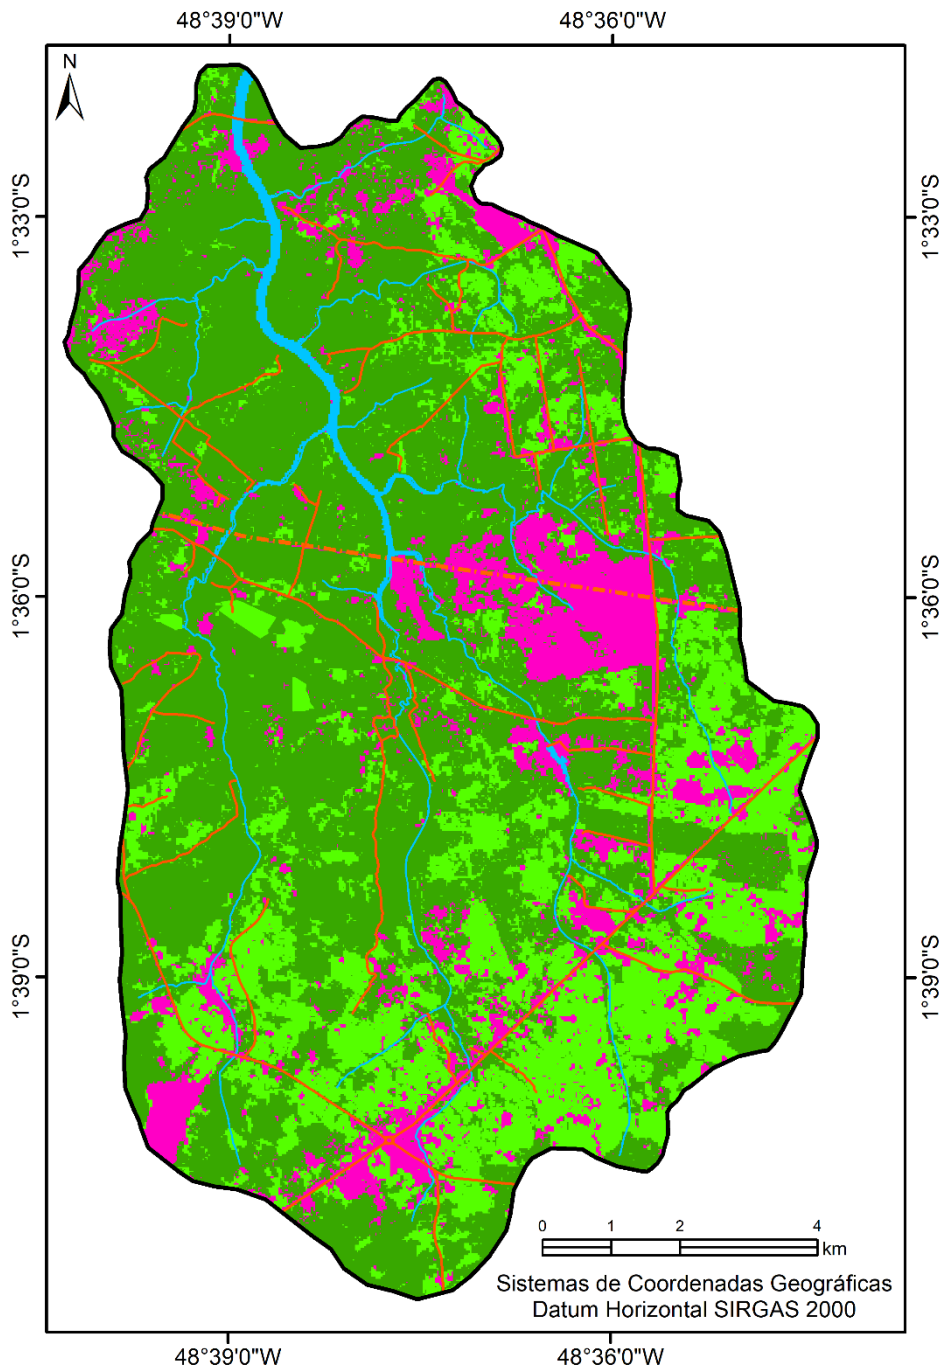 48°39'0"W 48°36'0"W
N
1°33'0"S 1°33'0"S
1°36'0"S 1°36'0"S
1°39'0"S 1°39'0"S
0 1 2 4
km
Sistemas de Coordenadas Geográficas
Datum Horizontal SIRGAS 2000
48°39'0"W 48°36'0"W